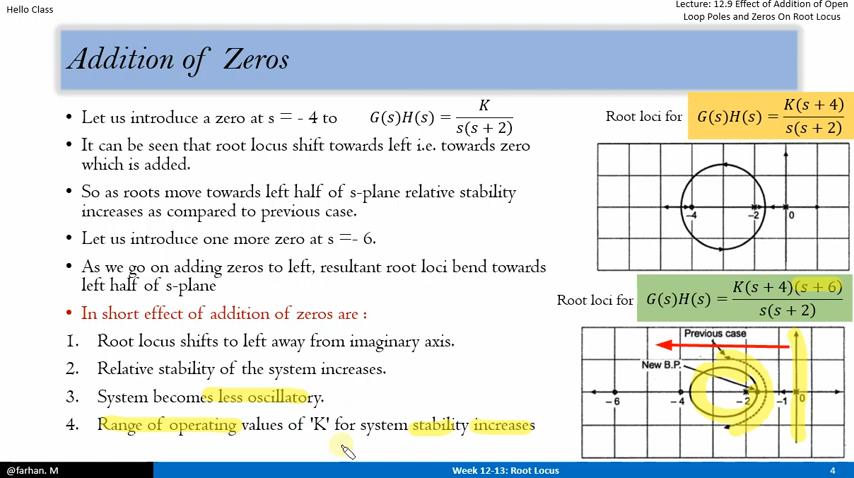 Hello Class
Lecture: 12.9 Effect of Addition of Open
Loop Poles and Zeros On Root Locus
Addition of Zeros
• Let us introduce a zero at s = - 4 to G(s)H(s) = K / s(s + 2)
• It can be seen that root locus shift towards left i.e. towards zero
which is added.
• So as roots move towards left half of s-plane relative stability
increases as compared to previous case.
• Let us introduce one more zero at s =- 6.
• As we go on adding zeros to left, resultant root loci bend towards
left half of s-plane
• In short effect of addition of zeros are :
1. Root locus shifts to left away from imaginary axis.
2. Relative stability of the system increases.
3. System becomes less oscillatory.
4. Range of operating values of 'K' for system stability increases
Root loci for G(s)H(s) = K(s + 4) / s(s + 2)
-4 -2 0
Root loci for G(s)H(s) = K(s + 4)(s + 6) / s(s + 2)
Previous case
New B.P.
-6 -4 -2 -1 0
@farhan. M
Week 12-13: Root Locus
4